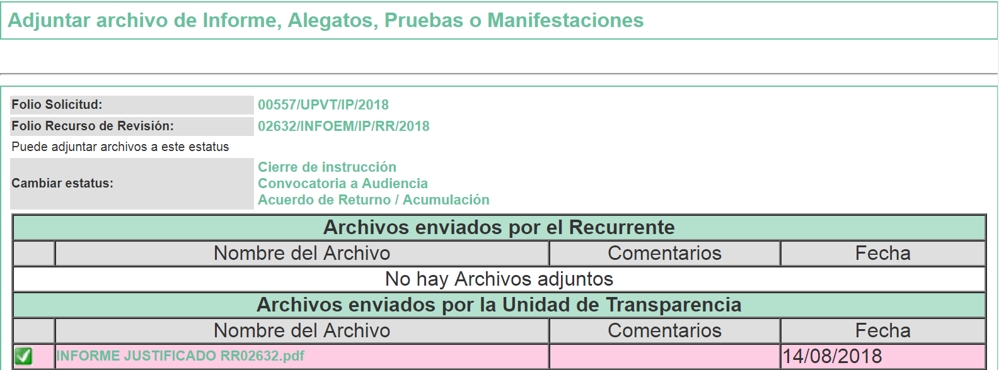 Adjuntar archivo de Informe, Alegatos, Pruebas o Manifestaciones
Folio Solicitud: 00557/UPVT/IP/2018
Folio Recurso de Revisión: 02632/INFOEM/IP/RR/2018
Puede adjuntar archivos a este estatus
Cambiar estatus:
Cierre de instrucción
Convocatoria a Audiencia
Acuerdo de Returno / Acumulación
Archivos enviados por el Recurrente
Nombre del Archivo Comentarios Fecha
No hay Archivos adjuntos
Archivos enviados por la Unidad de Transparencia
Nombre del Archivo Comentarios Fecha
INFORME JUSTIFICADO RR02632.pdf 14/08/2018